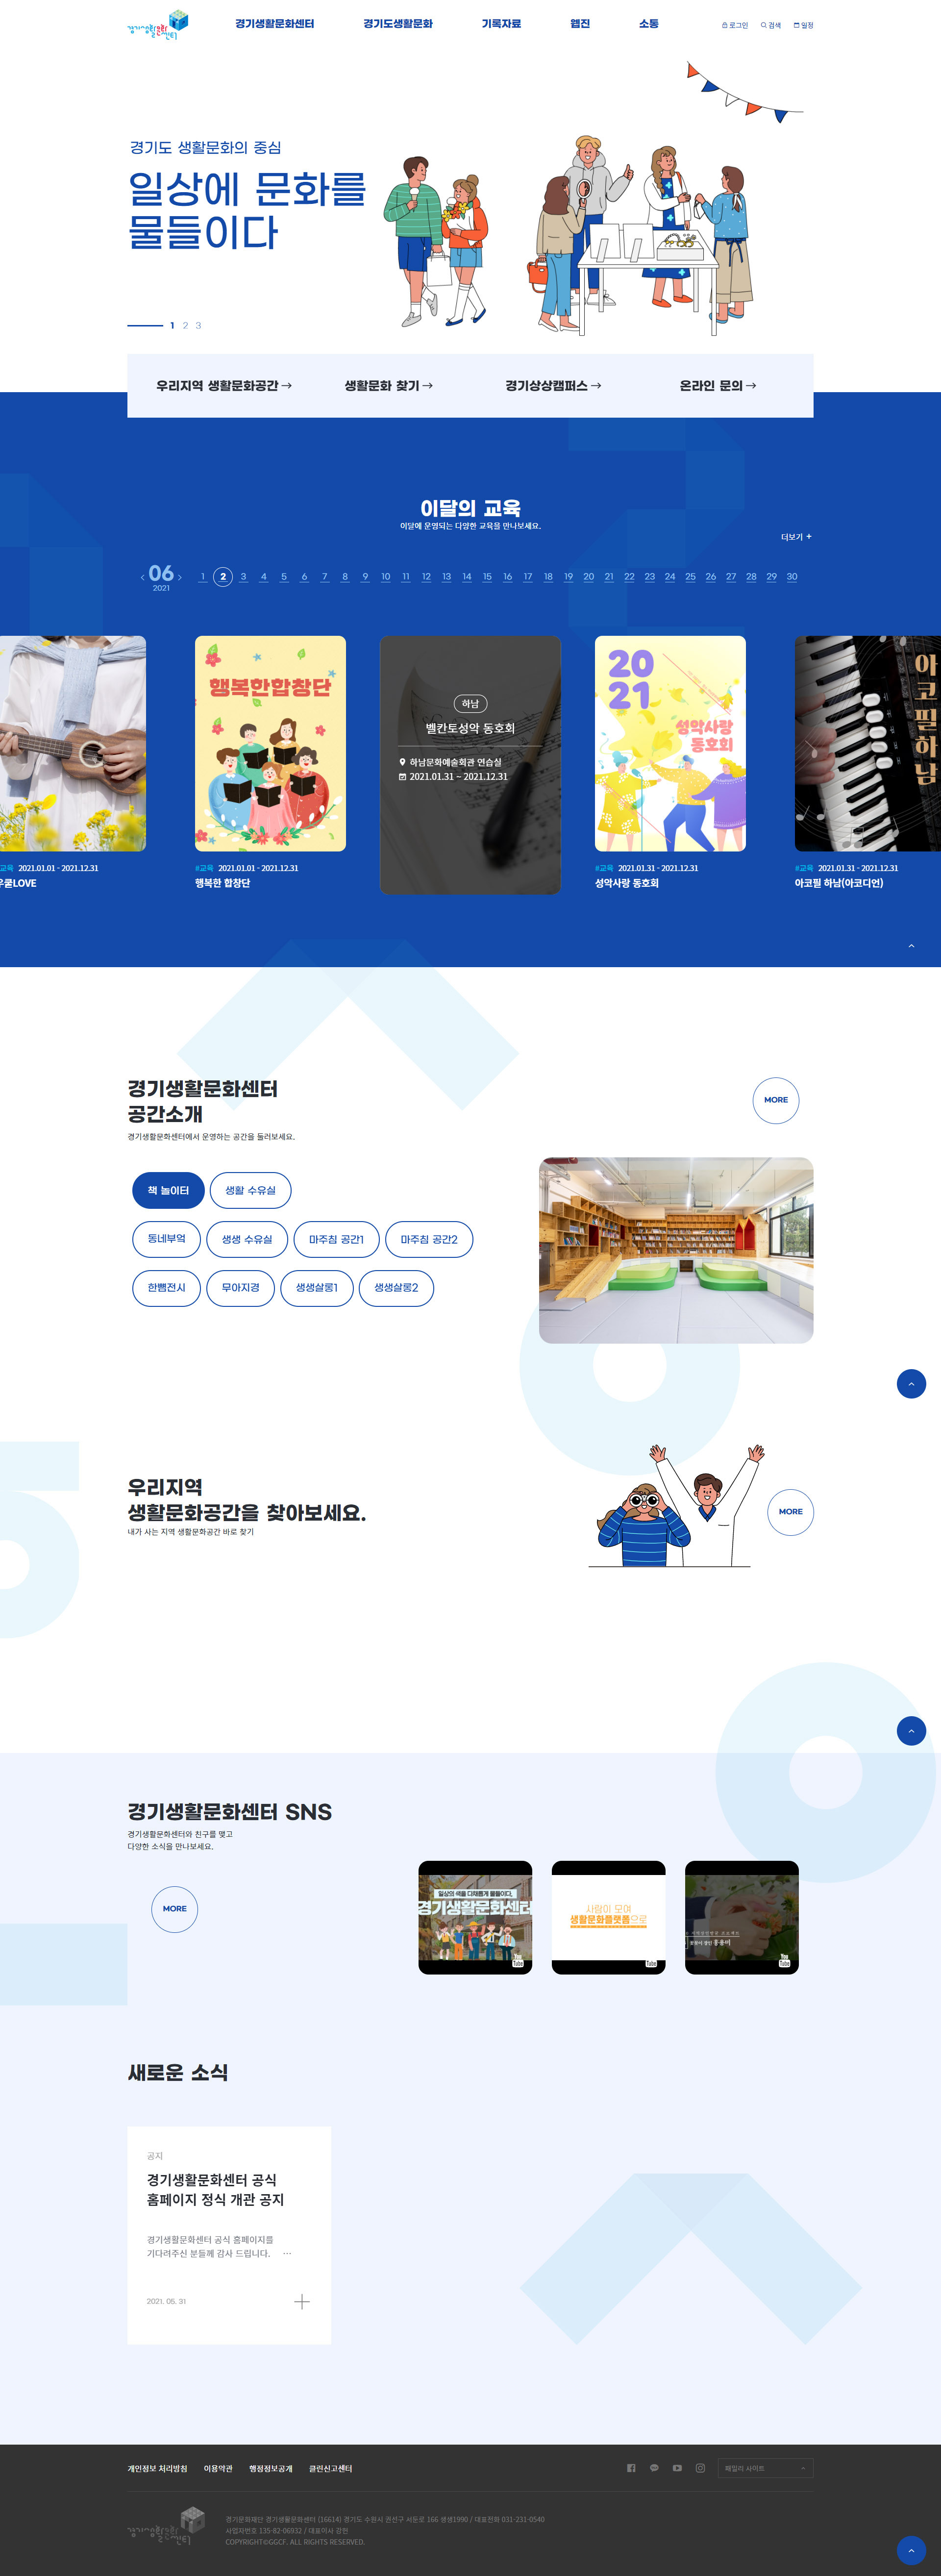 경기생활문화센터
경기생활문화센터 경기도생활문화 기록자료 웹진 소통
로그인 검색 일정
경기도 생활문화의 중심
일상에 문화를
물들이다
1 2 3
우리지역 생활문화공간→ 생활문화 찾기→ 경기상상캠퍼스→ 온라인 문의→
이달의 교육
이달에 운영되는 다양한 교육을 만나보세요.
더보기 +
< 06 >
2021
1 2 3 4 5 6 7 8 9 10 11 12 13 14 15 16 17 18 19 20 21 22 23 24 25 26 27 28 29 30
교육 2021.01.01 - 2021.12.31
우쿨LOVE
행복한합창단
#교육 2021.01.01 - 2021.12.31
행복한 합창단
하남
벨칸토성악 동호회
하남문화예술회관 연습실
2021.01.31 ~ 2021.12.31
20
21
성악사랑
동호회
#교육 2021.01.31 - 2021.12.31
성악사랑 동호회
아코필하남
#교육 2021.01.31 - 2021.12.31
아코필 하남(아코디언)
경기생활문화센터
공간소개
경기생활문화센터에서 운영하는 공간을 둘러보세요.
MORE
책 놀이터 생활 수유실
동네부엌 생생 수유실 마주침 공간1 마주침 공간2
한뼘전시 무아지경 생생살롱1 생생살롱2
우리지역
생활문화공간을 찾아보세요.
내가 사는 지역 생활문화공간 바로 찾기
MORE
경기생활문화센터 SNS
경기생활문화센터와 친구를 맺고
다양한 소식을 만나보세요.
MORE
일상의 색을 다채롭게 물들이다,
경기생활문화센터
You Tube
사람이 모여
생활문화플랫폼으로
Tube
You Tube
새로운 소식
공지
경기생활문화센터 공식
홈페이지 정식 개관 공지
경기생활문화센터 공식 홈페이지를
기다려주신 분들께 감사 드립니다. ···
2021. 05. 31
개인정보 처리방침 이용약관 행정정보공개 클린신고센터
패밀리 사이트
경기생활문화센터
경기문화재단 경기생활문화센터 (16614) 경기도 수원시 권선구 서둔로 166 생생1990 / 대표전화 031-231-0540
사업자번호 135-82-06932 / 대표이사 강헌
COPYRIGHT©GGCF. ALL RIGHTS RESERVED.